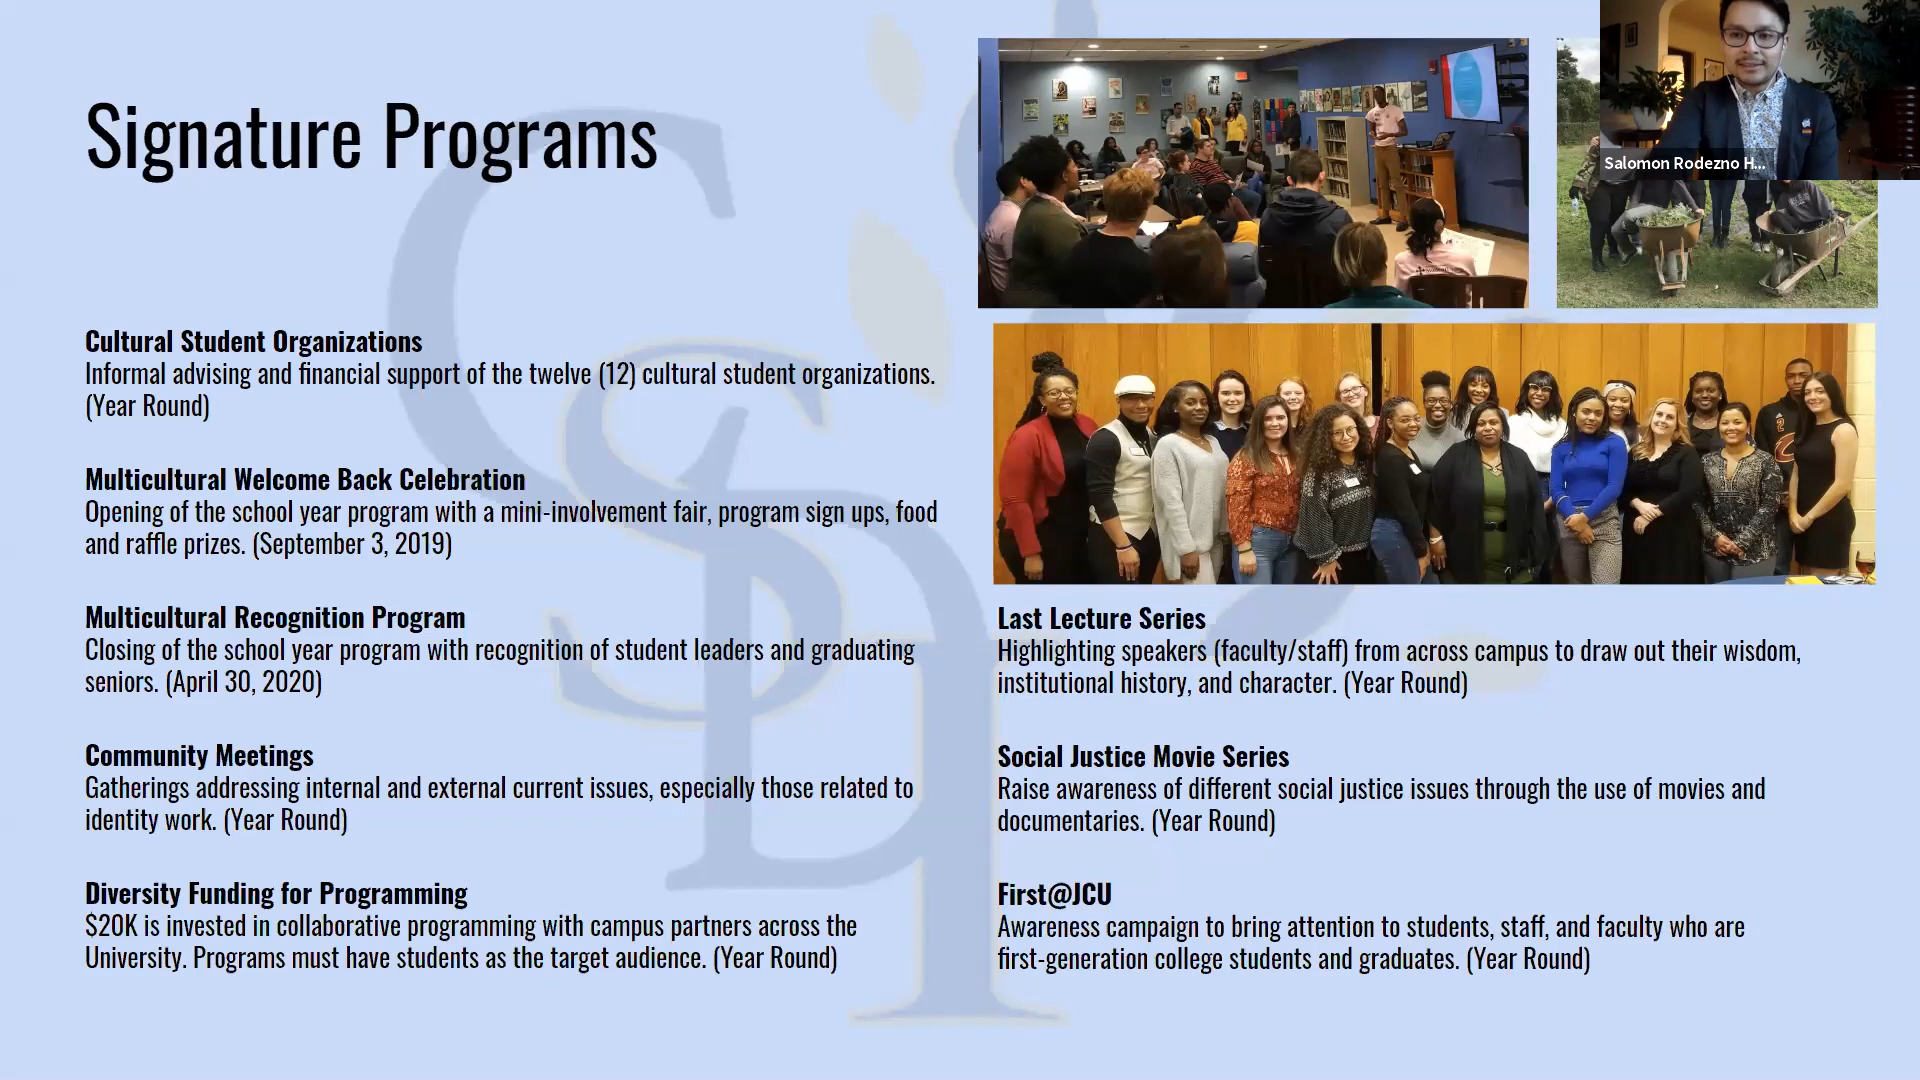 Signature Programs
Salomon Rodezno H...
Cultural Student Organizations
Informal advising and financial support of the twelve (12) cultural student organizations.
(Year Round)
Multicultural Welcome Back Celebration
Opening of the school year program with a mini-involvement fair, program sign ups, food
and raffle prizes. (September 3, 2019)
Multicultural Recognition Program
Closing of the school year program with recognition of student leaders and graduating
seniors. (April 30, 2020)
Community Meetings
Gatherings addressing internal and external current issues, especially those related to
identity work. (Year Round)
Diversity Funding for Programming
$20K is invested in collaborative programming with campus partners across the
University. Programs must have students as the target audience. (Year Round)
Last Lecture Series
Highlighting speakers (faculty/staff) from across campus to draw out their wisdom,
institutional history, and character. (Year Round)
Social Justice Movie Series
Raise awareness of different social justice issues through the use of movies and
documentaries. (Year Round)
First@JCU
Awareness campaign to bring attention to students, staff, and faculty who are
first-generation college students and graduates. (Year Round)
CSDI